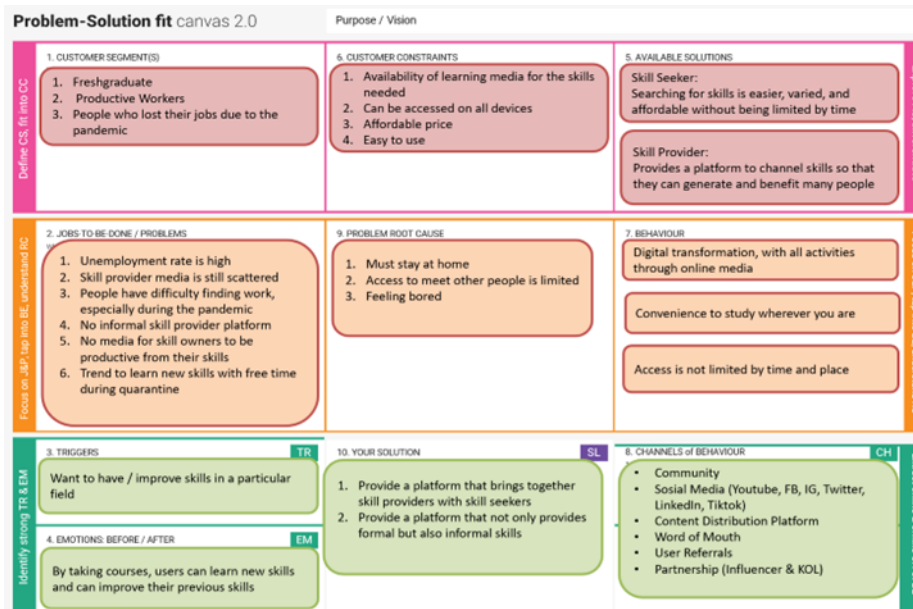 Problem-Solution fit canvas 2.0
Purpose / Vision
Define CS, fit into CC
1. CUSTOMER SEGMENT(S)
1. Freshgraduate
2. Productive Workers
3. People who lost their jobs due to the
pandemic
6. CUSTOMER CONSTRAINTS
1. Availability of learning media for the skills
needed
2. Can be accessed on all devices
3. Affordable price
4. Easy to use
5. AVAILABLE SOLUTIONS
Skill Seeker:
Searching for skills is easier, varied, and
affordable without being limited by time
Skill Provider:
Provides a platform to channel skills so that
they can generate and benefit many people
Focus on J&P, tap into BE, understand RC
2. JOBS-TO-BE-DONE / PROBLEMS
1. Unemployment rate is high
2. Skill provider media is still scattered
3. People have difficulty finding work,
especially during the pandemic
4. No informal skill provider platform
5. No media for skill owners to be
productive from their skills
6. Trend to learn new skills with free time
during quarantine
9. PROBLEM ROOT CAUSE
1. Must stay at home
2. Access to meet other people is limited
3. Feeling bored
7. BEHAVIOUR
Digital transformation, with all activities
through online media
Convenience to study wherever you are
Access is not limited by time and place
Identify strong TR & EM
3. TRIGGERS
TR
Want to have / improve skills in a particular
field
4. EMOTIONS: BEFORE / AFTER
EM
By taking courses, users can learn new skills
and can improve their previous skills
10. YOUR SOLUTION
SL
1. Provide a platform that brings together
skill providers with skill seekers
2. Provide a platform that not only provides
formal but also informal skills
8. CHANNELS of BEHAVIOUR
CH
• Community
• Sosial Media (Youtube, FB, IG, Twitter,
LinkedIn, Tiktok)
• Content Distribution Platform
• Word of Mouth
• User Referrals
• Partnership (Influencer & KOL)